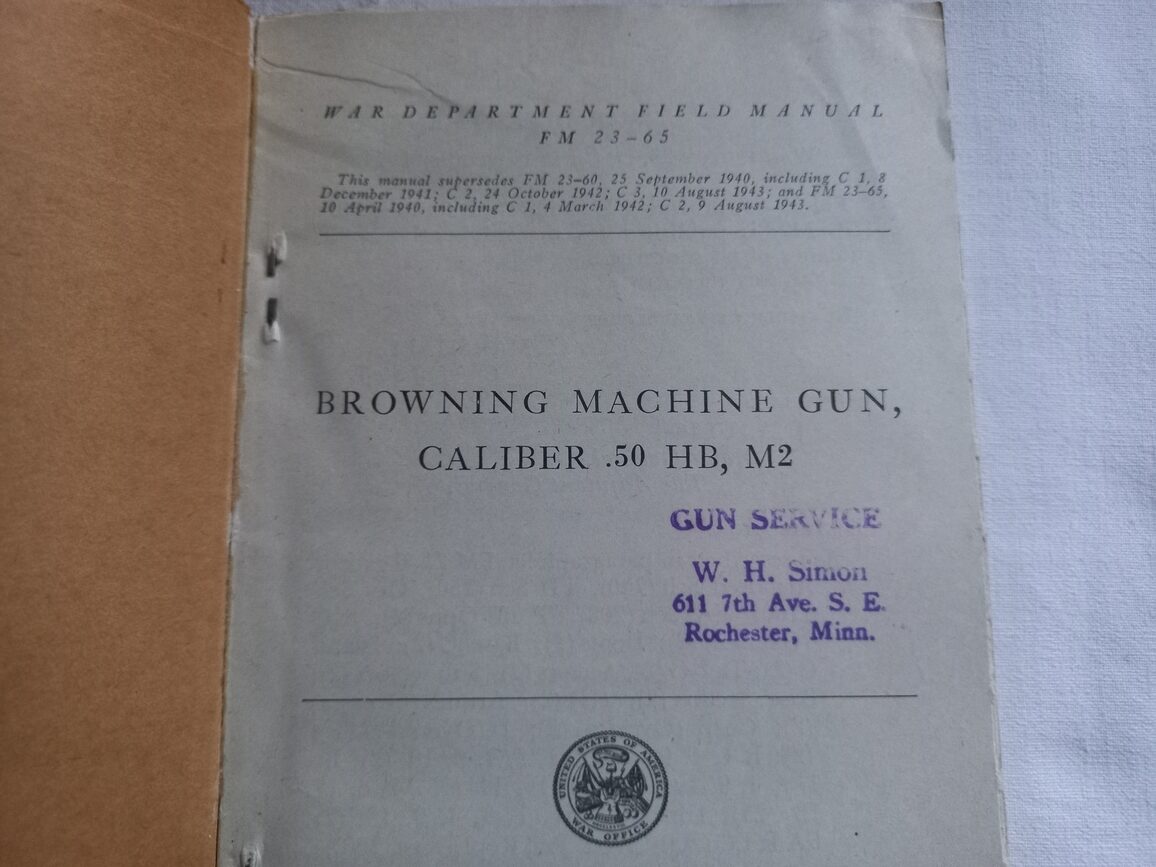 WAR DEPARTMENT FIELD MANUAL
FM 23-65
This manual supersedes FM 23-60, 25 September 1940, including C 1, 8
December 1941; C 2, 24 October 1942; C 3, 10 August 1943; and FM 23-65,
10 April 1940, including C 1, 4 March 1942; C 2, 9 August 1943.
BROWNING MACHINE GUN,
CALIBER .50 HB, M2
GUN SERVICE
W. H. Simon
611 7th Ave. S. E.
Rochester, Minn.
UNITED STATES OF AMERICA
WAR OFFICE